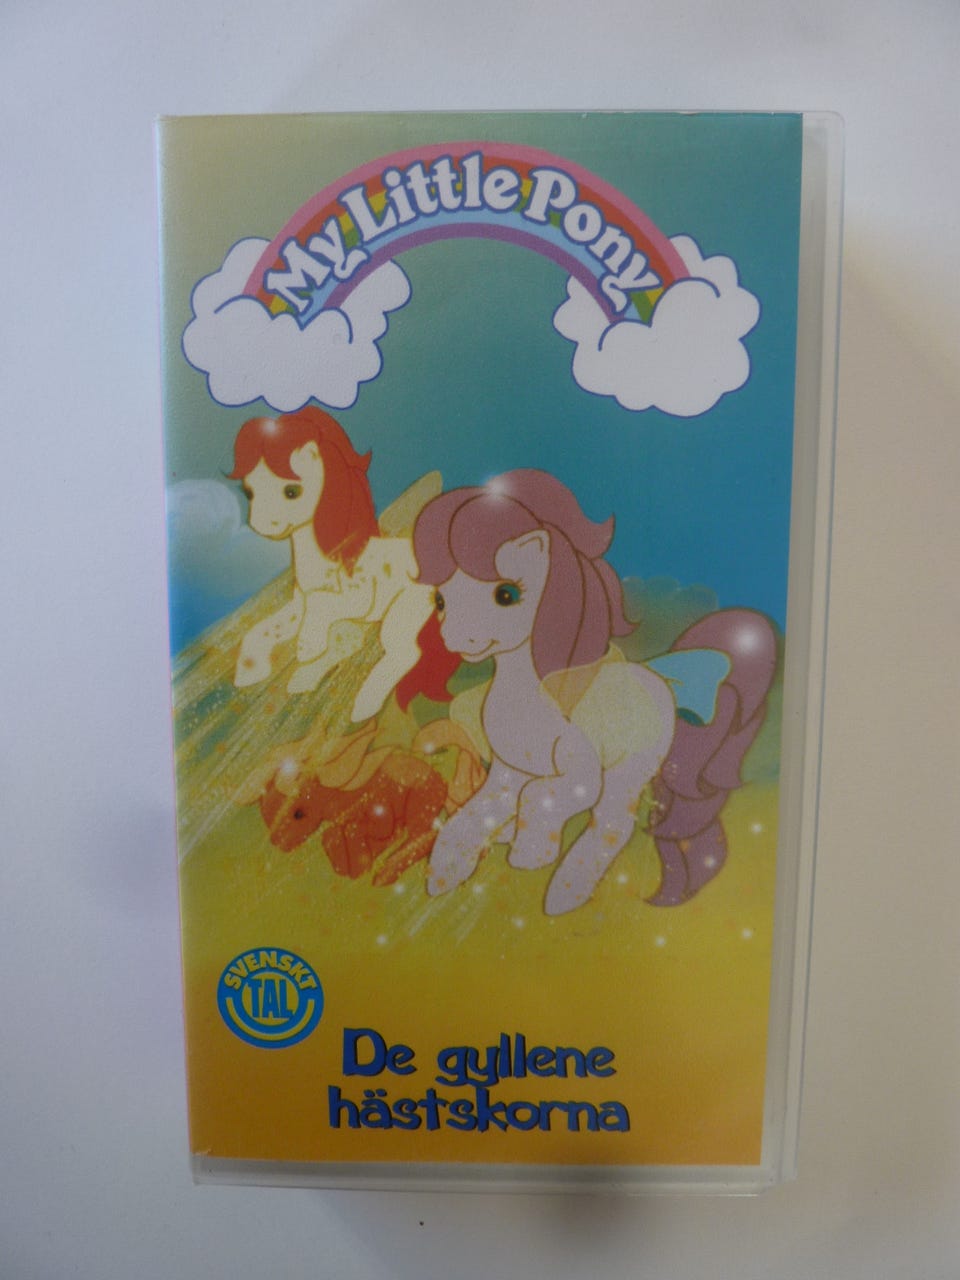 My Little Pony
SVENSKT
TAL
De gyllene
hästskorna